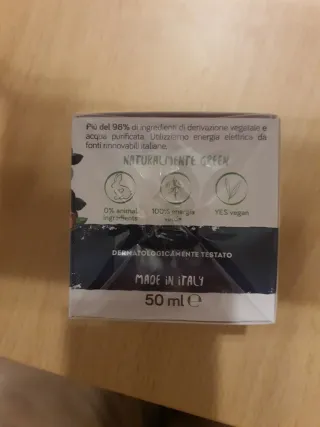 Più del 98% di ingredienti di derivazione vegetale e
acqua purificata. Utilizziamo energia elettrica da
fonti rinnovabili italiane.
NATURALMENTE GREEN
0% animal
ingredients
100% energia
YES vegan
DERMATOLOGICAMENTE TESTATO
MADE IN ITALY
50 ml ℮